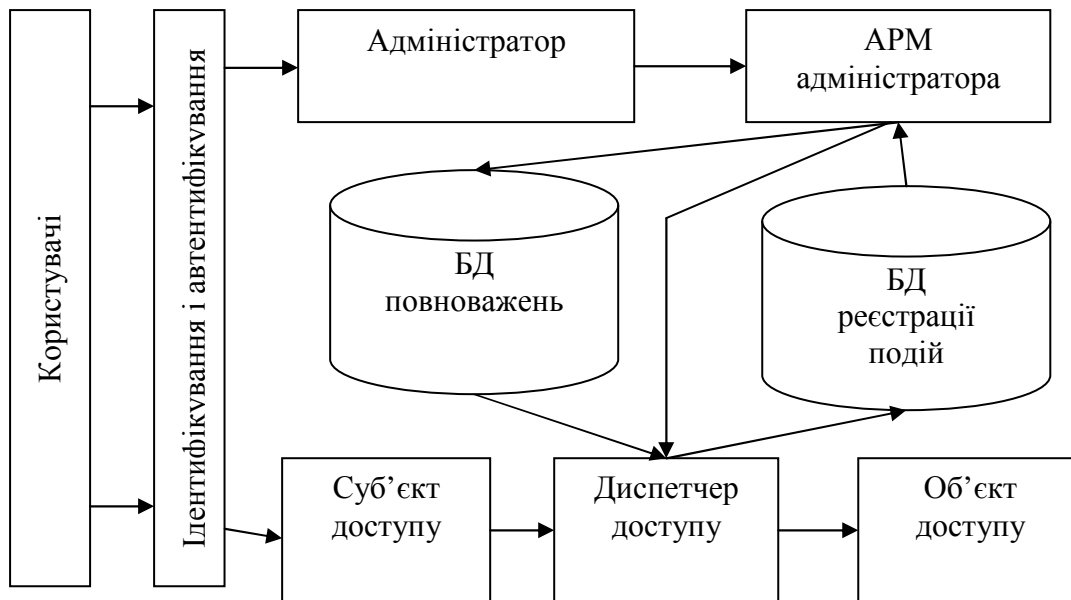 Користувачі
Ідентифікування і автентифікування
Адміністратор
АРМ
адміністратора
БД
повноважень
БД
реєстрації
подій
Суб’єкт
доступу
Диспетчер
доступу
Об’єкт
доступу